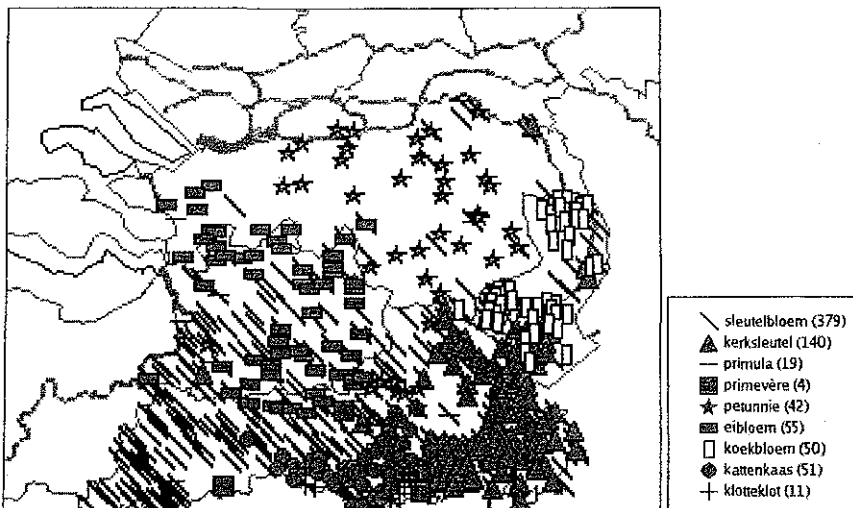 sleutelbloem (379)
kerksleutel (140)
primula (19)
primevère (4)
petunnie (42)
eibloem (55)
koekbloem (50)
kattenkaas (51)
klotteklot (11)